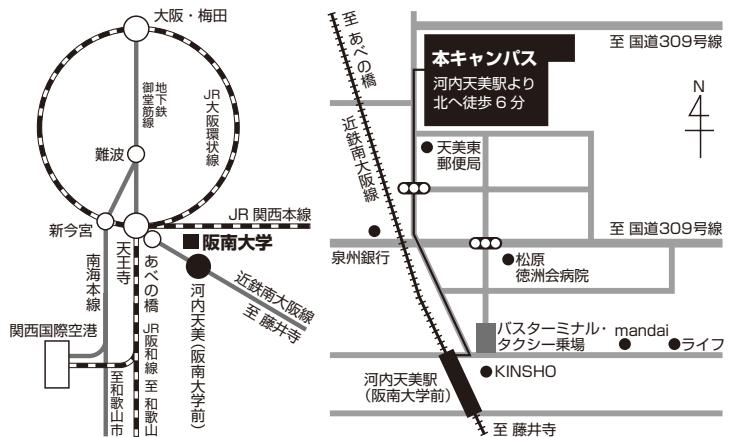 大阪・梅田
地下鉄
御堂筋線
JR大阪環状線
難波
新今宮
JR 関西本線
天王寺
あべの橋
阪南大学
南海本線
近鉄南大阪線
至 藤井寺
河内天美(阪南大学前)
関西国際空港
JR阪和線 至 和歌山
至和歌山市
至 あべの橋
至 国道309号線
本キャンパス
河内天美駅より
北へ徒歩 6 分
N
近鉄南大阪線
天美東
郵便局
至 国道309号線
泉州銀行
松原
徳洲会病院
バスターミナル・
タクシー乗場
mandai
ライフ
KINSHO
河内天美駅
(阪南大学前)
至 藤井寺